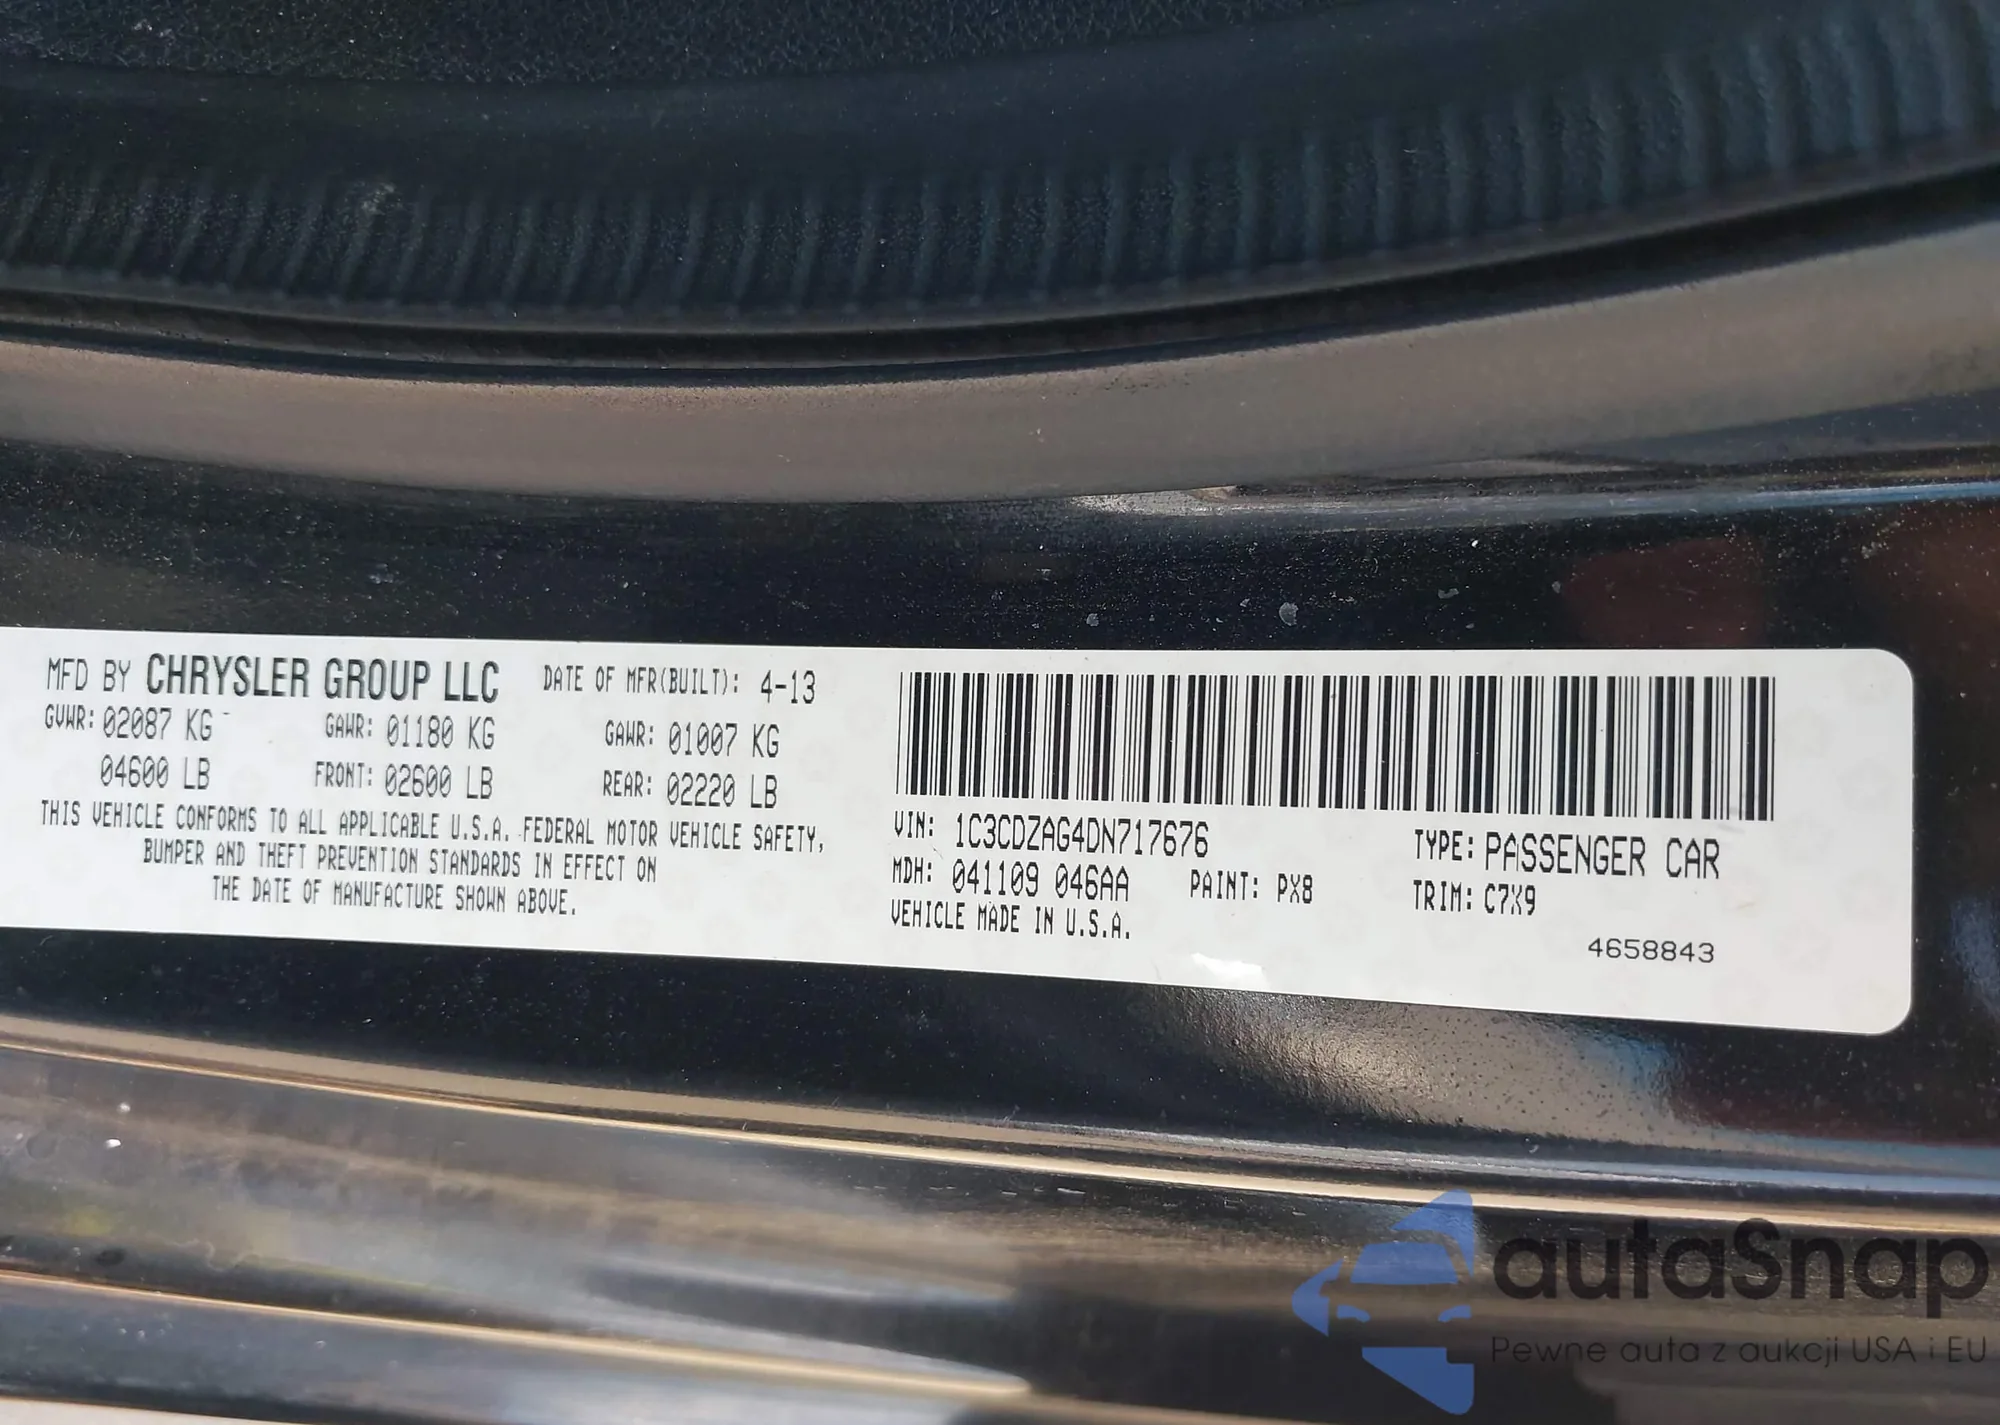 MFD BY CHRYSLER GROUP LLC DATE OF MFR(BUILT): 4-13
GVWR: 02087 KG GAWR: 01180 KG GAWR: 01007 KG
04600 LB FRONT: 02600 LB REAR: 02220 LB
THIS VEHICLE CONFORMS TO ALL APPLICABLE U.S.A. FEDERAL MOTOR VEHICLE SAFETY,
BUMPER AND THEFT PREVENTION STANDARDS IN EFFECT ON
THE DATE OF MANUFACTURE SHOWN ABOVE.
VIN: 1C3CDZAG4DN717676 TYPE: PASSENGER CAR
MDH: 041109 046AA PAINT: PX8 TRIM: C7X9
VEHICLE MADE IN U.S.A.
4658843
autaSnap
Pewne auta z aukcji USA i EU